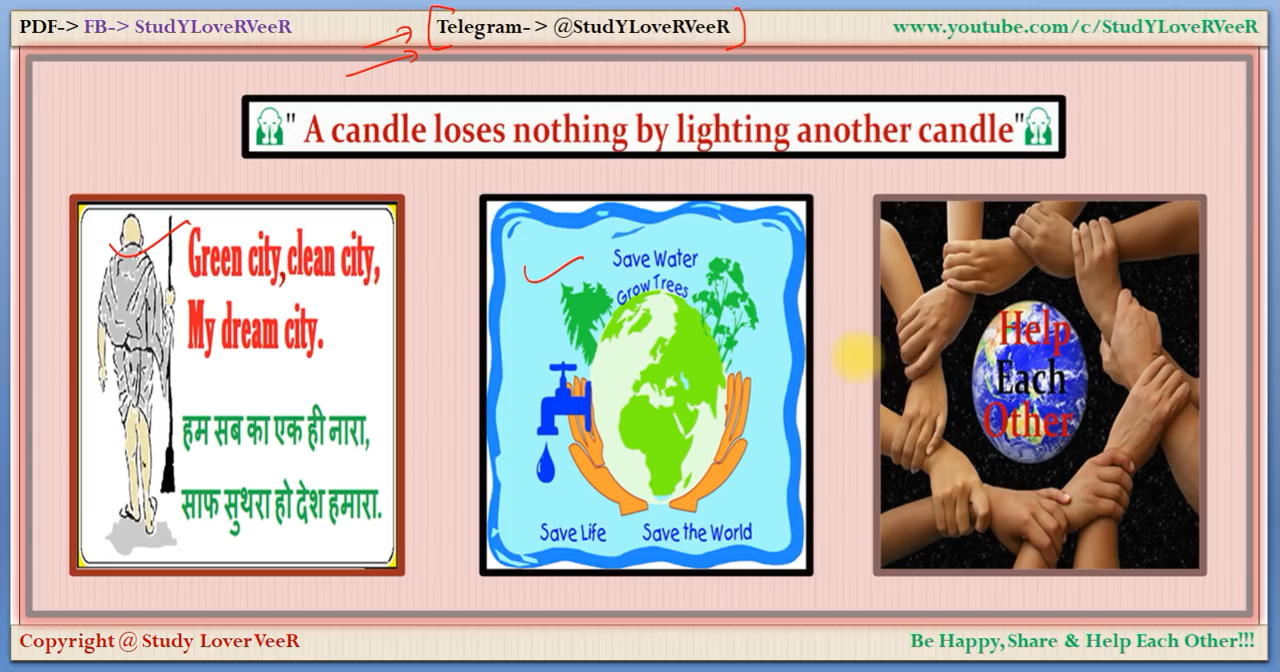 PDF-> FB-> StudYLoveRVeeR
Telegram- > @StudYLoveRVeeR
www.youtube.com/c/StudYLoveRVeeR
" A candle loses nothing by lighting another candle"
Green city,clean city,
My dream city.
हम सब का एक ही नारा,
साफ सुथरा हो देश हमारा.
Save Water
Grow Trees
Save Life
Save the World
Help
Each
Other
Copyright @ Study LoverVeeR
Be Happy,Share & Help Each Other!!!